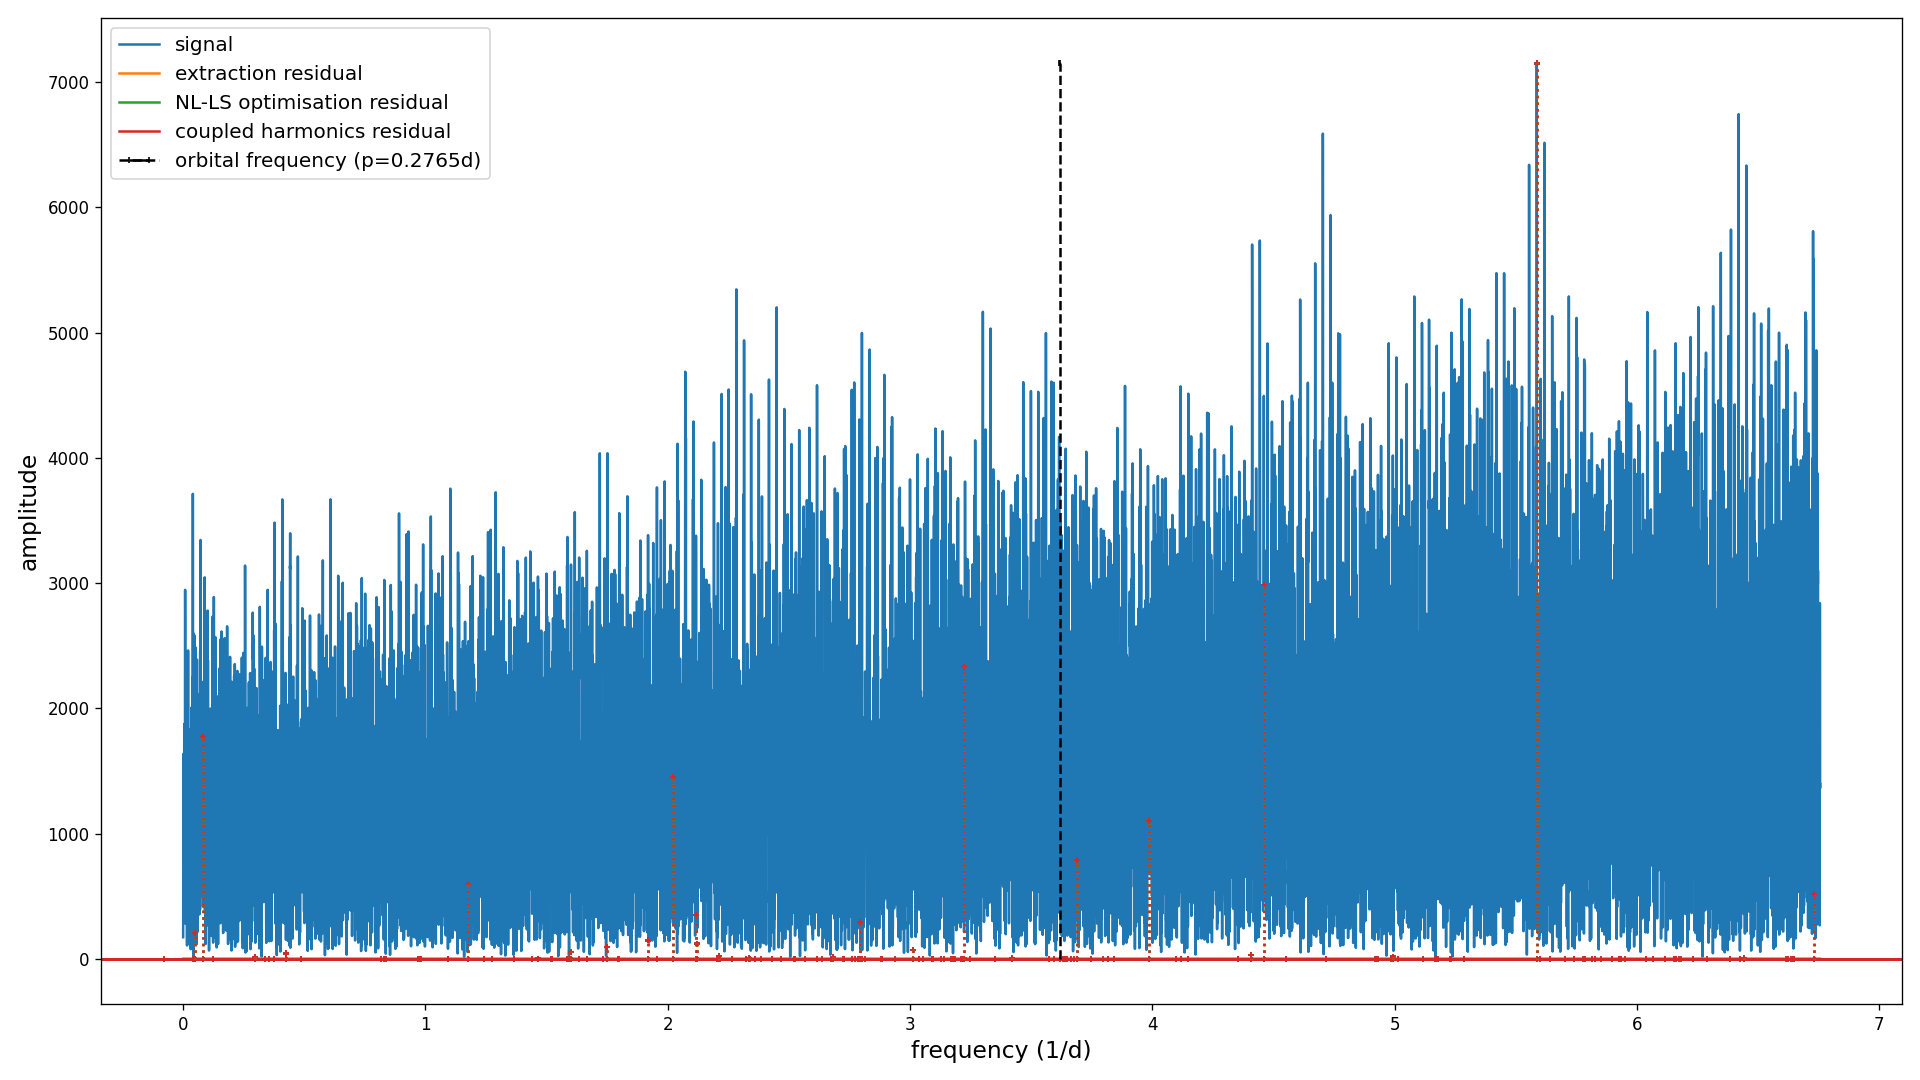 signal
extraction residual
NL-LS optimisation residual
coupled harmonics residual
orbital frequency (p=0.2765d)
7000
6000
5000
4000
3000
2000
1000
0
amplitude
0 1 2 3 4 5 6 7
frequency (1/d)